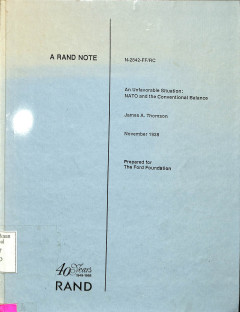 A RAND NOTE
N-2842-FF/RC
An Unfavorable Situation:
NATO and the Conventional Balance
James A. Thomson
November 1988
Prepared for
The Ford Foundation
40 Years
1948-1988
RAND